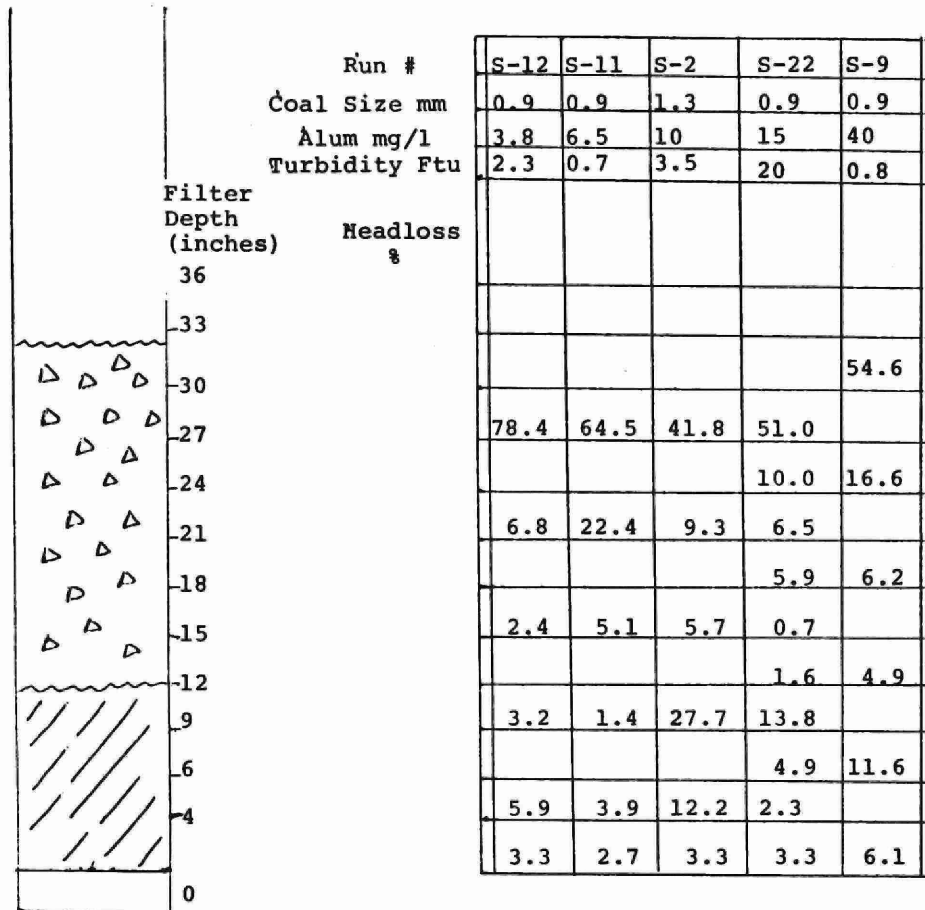 Run # S-12 S-11 S-2 S-22 S-9
Coal Size mm 0.9 0.9 1.3 0.9 0.9
Alum mg/l 3.8 6.5 10 15 40
Turbidity Ftu 2.3 0.7 3.5 20 0.8
Filter
Depth
(inches)
Neadloss
%
36
33
54.6
30
27 78.4 64.5 41.8 51.0
24 10.0 16.6
21 6.8 22.4 9.3 6.5
18 5.9 6.2
15 2.4 5.1 5.7 0.7
12 1.6 4.9
9 3.2 1.4 27.7 13.8
6 4.9 11.6
4 5.9 3.9 12.2 2.3
3.3 2.7 3.3 3.3 6.1
0